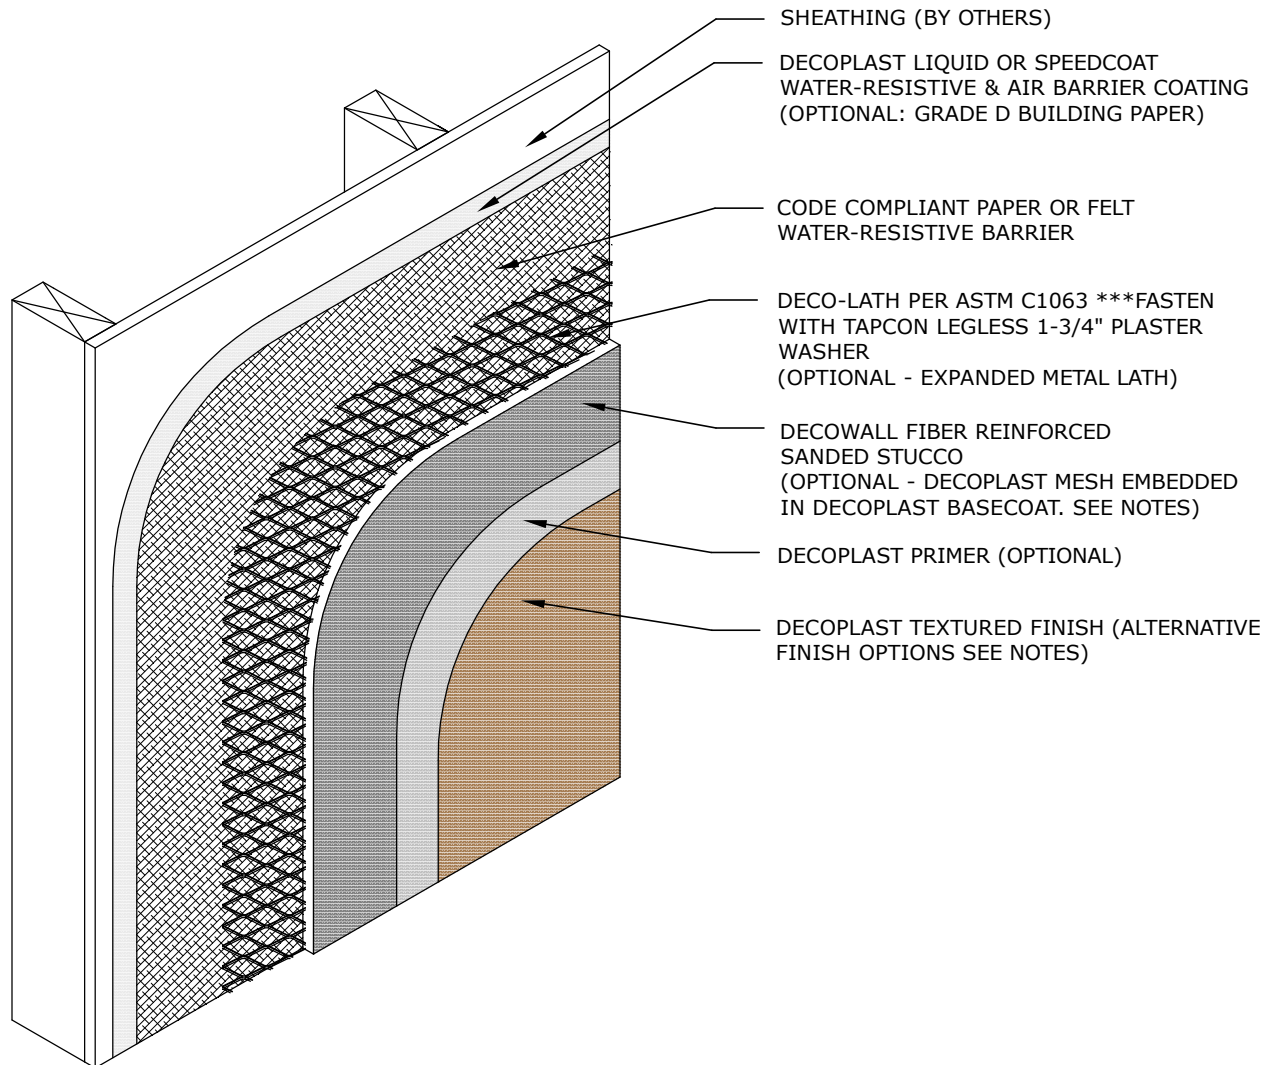 SHEATHING (BY OTHERS)
DECOPLAST LIQUID OR SPEEDCOAT
WATER-RESISTIVE & AIR BARRIER COATING
(OPTIONAL: GRADE D BUILDING PAPER)
CODE COMPLIANT PAPER OR FELT
WATER-RESISTIVE BARRIER
DECO-LATH PER ASTM C1063 ***FASTEN
WITH TAPCON LEGLESS 1-3/4" PLASTER
WASHER
(OPTIONAL - EXPANDED METAL LATH)
DECOWALL FIBER REINFORCED
SANDED STUCCO
(OPTIONAL - DECOPLAST MESH EMBEDDED
IN DECOPLAST BASECOAT. SEE NOTES)
DECOPLAST PRIMER (OPTIONAL)
DECOPLAST TEXTURED FINISH (ALTERNATIVE
FINISH OPTIONS SEE NOTES)